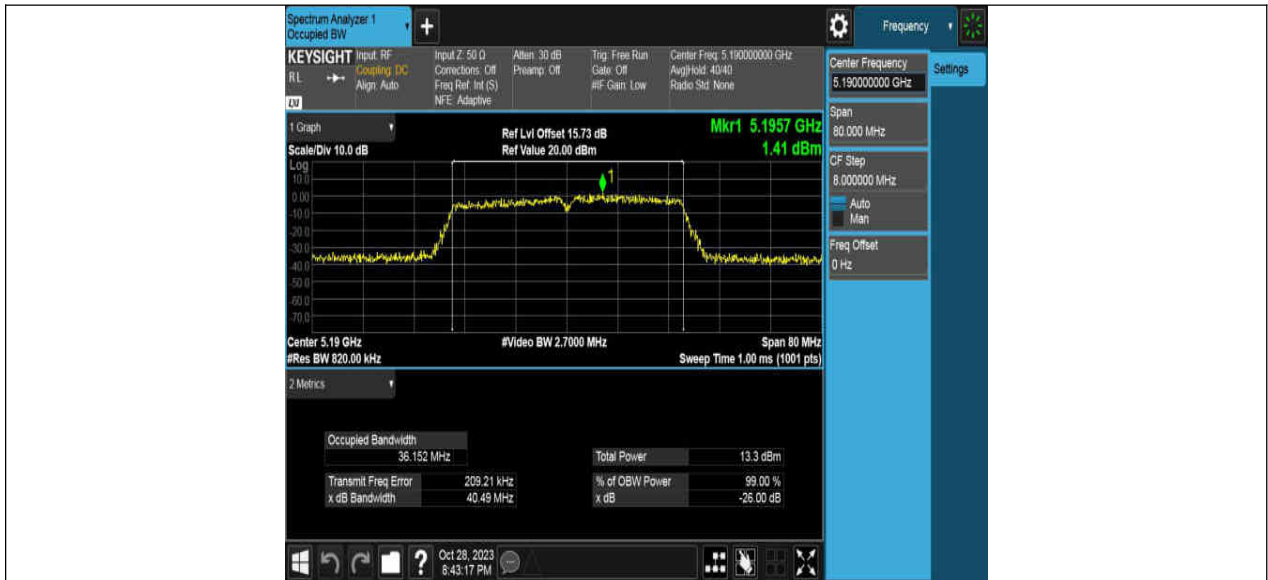 Spectrum Analyzer 1
Occupied BW
+
Frequency
KEYSIGHT
RL
LXI
Input: RF
Coupling: DC
Align: Auto
Input Z: 50 Ω
Corrections: Off
Freq Ref: Int (S)
NFE: Adaptive
Atten: 30 dB
Preamp: Off
Trig: Free Run
Gate: Off
#IF Gain: Low
Center Freq: 5.190000000 GHz
Avg|Hold: 40/40
Radio Std: None
Center Frequency
5.190000000 GHz
Settings
Span
80.000 MHz
CF Step
8.000000 MHz
Auto
Man
Freq Offset
0 Hz
1 Graph
Scale/Div 10.0 dB
Ref Lvl Offset 15.73 dB
Ref Value 20.00 dBm
Mkr1 5.1957 GHz
1.41 dBm
Log
10.0
0.00
-10.0
-20.0
-30.0
-40.0
-50.0
-60.0
-70.0
1
Center 5.19 GHz
#Res BW 820.00 kHz
#Video BW 2.7000 MHz
Span 80 MHz
Sweep Time 1.00 ms (1001 pts)
2 Metrics
Occupied Bandwidth
36.152 MHz
Transmit Freq Error 209.21 kHz
x dB Bandwidth 40.49 MHz
Total Power 13.3 dBm
% of OBW Power 99.00 %
x dB -26.00 dB
?
Oct 28, 2023
8:43:17 PM